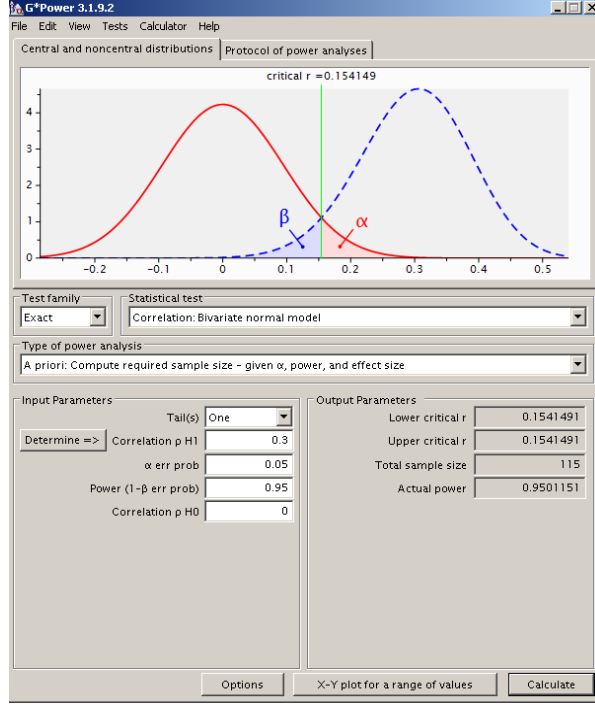 G*Power 3.1.9.2
File Edit View Tests Calculator Help
Central and noncentral distributions Protocol of power analyses
critical r =0.154149
4
3
2
1
0
β α
-0.2 -0.1 0 0.1 0.2 0.3 0.4 0.5
Test family Statistical test
Exact Correlation: Bivariate normal model
Type of power analysis
A priori: Compute required sample size - given α, power, and effect size
Input Parameters Output Parameters
Tail(s) One Lower critical r 0.1541491
Determine => Correlation ρ H1 0.3 Upper critical r 0.1541491
α err prob 0.05 Total sample size 115
Power (1-β err prob) 0.95 Actual power 0.9501151
Correlation ρ H0 0
Options X-Y plot for a range of values Calculate